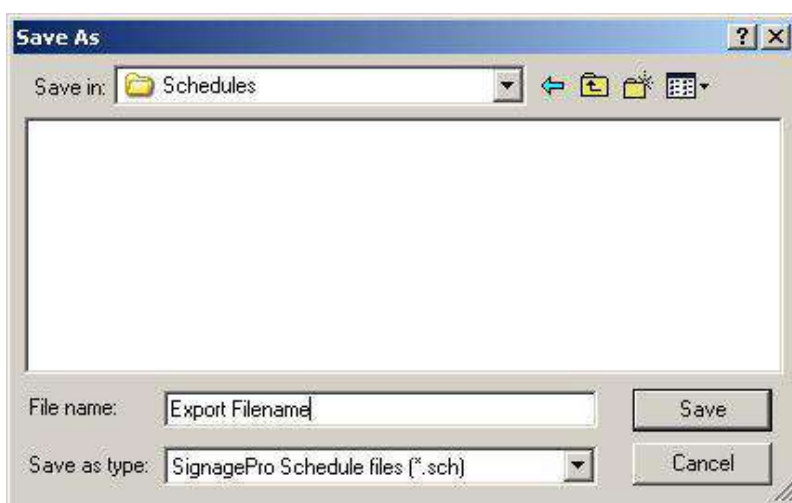 Save As
Save in: Schedules
File name: Export Filename
Save
Save as type: SignagePro Schedule files (*.sch)
Cancel